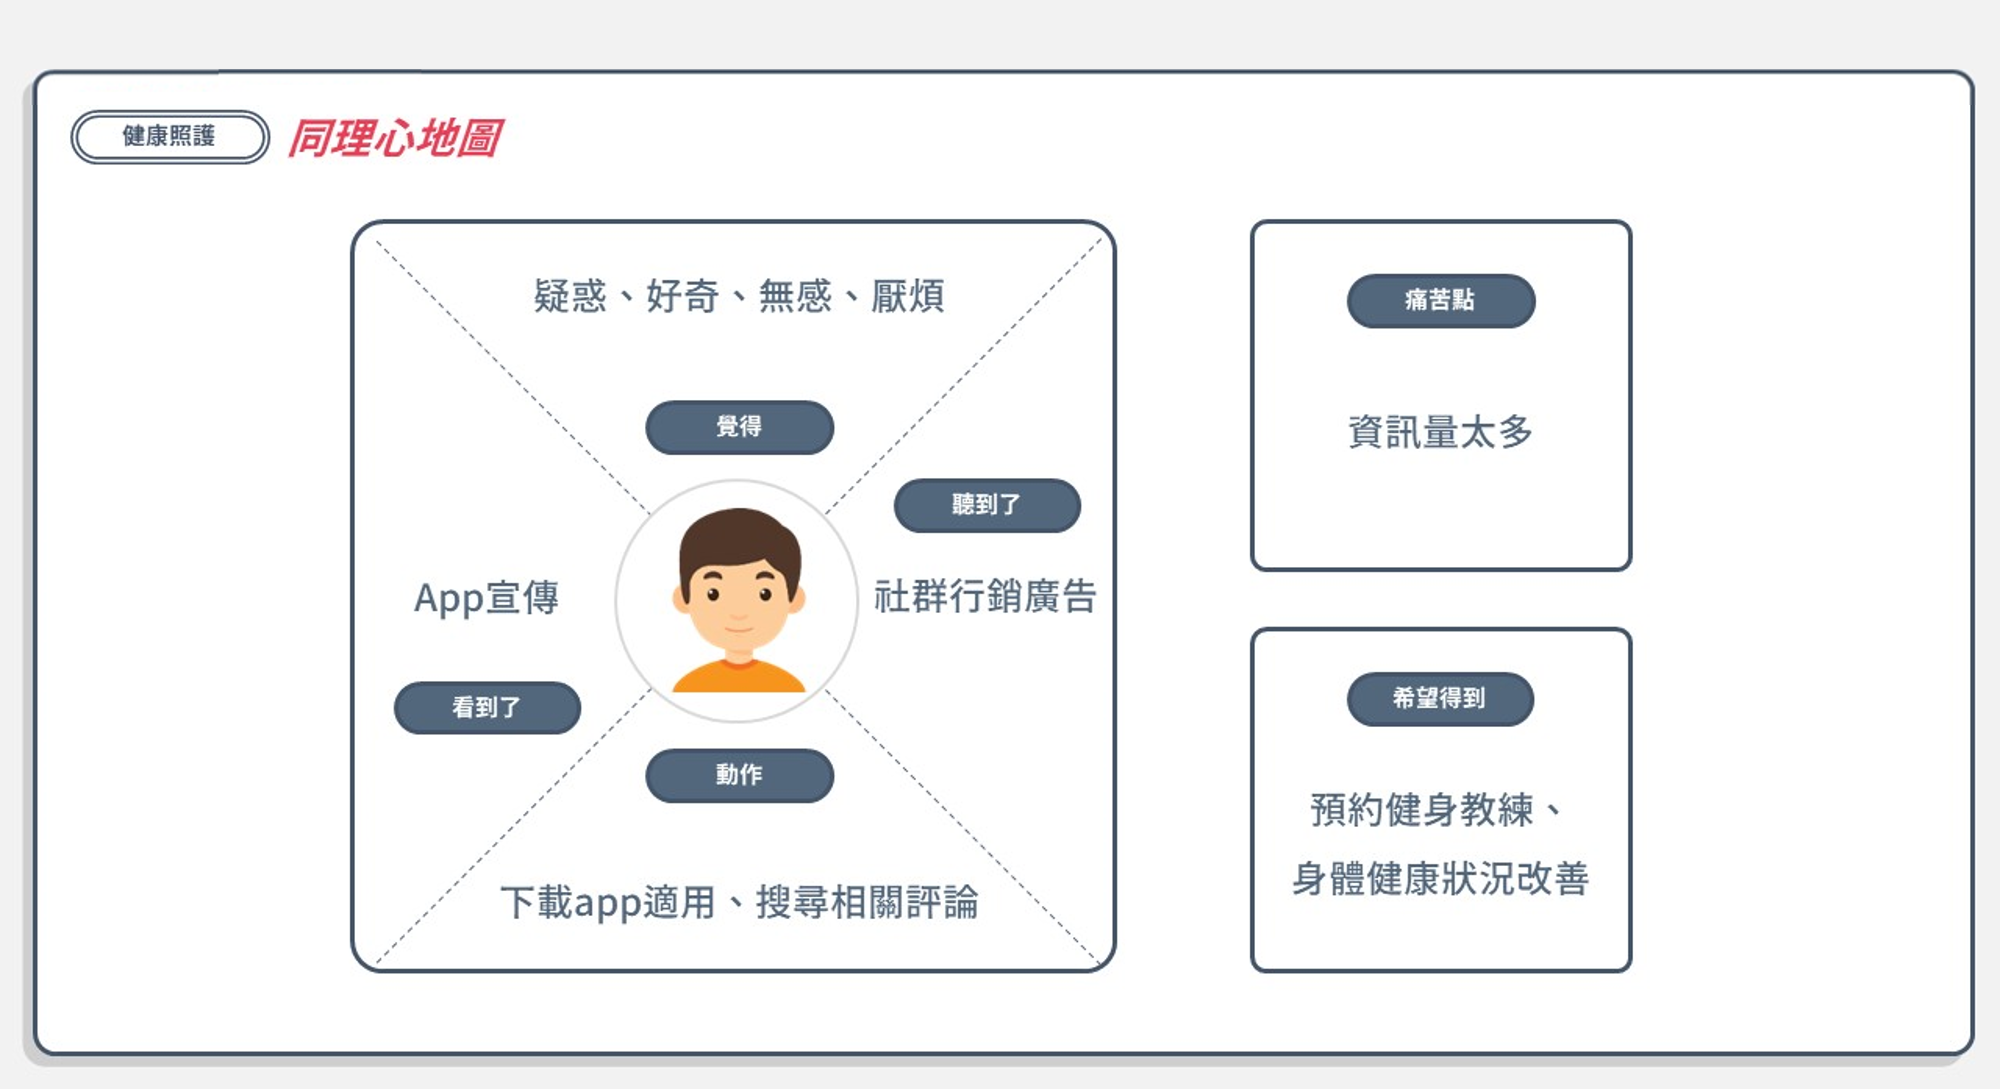 健康照護
同理心地圖
疑惑、好奇、無感、厭煩
覺得
聽到了
社群行銷廣告
App宣傳
看到了
動作
下載app適用、搜尋相關評論
痛苦點
資訊量太多
希望得到
預約健身教練、
身體健康狀況改善